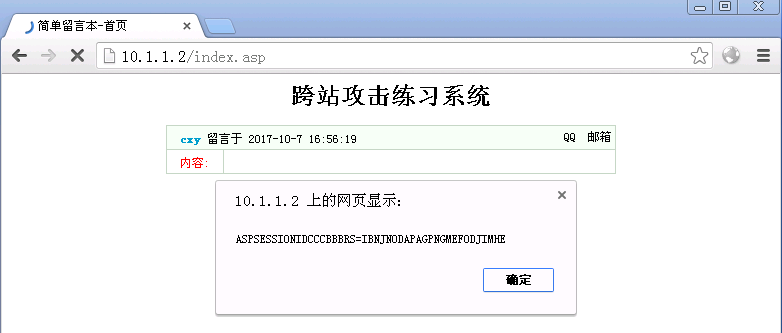 简单留言本-首页
10.1.1.2/index.asp
跨站攻击练习系统
cxy 留言于 2017-10-7 16:56:19 QQ 邮箱
内容:
10.1.1.2 上的网页显示:
ASPSESSIONIDCCCBBBRS=IBNJNODAPAGPNGMEFODJIMHE
确定